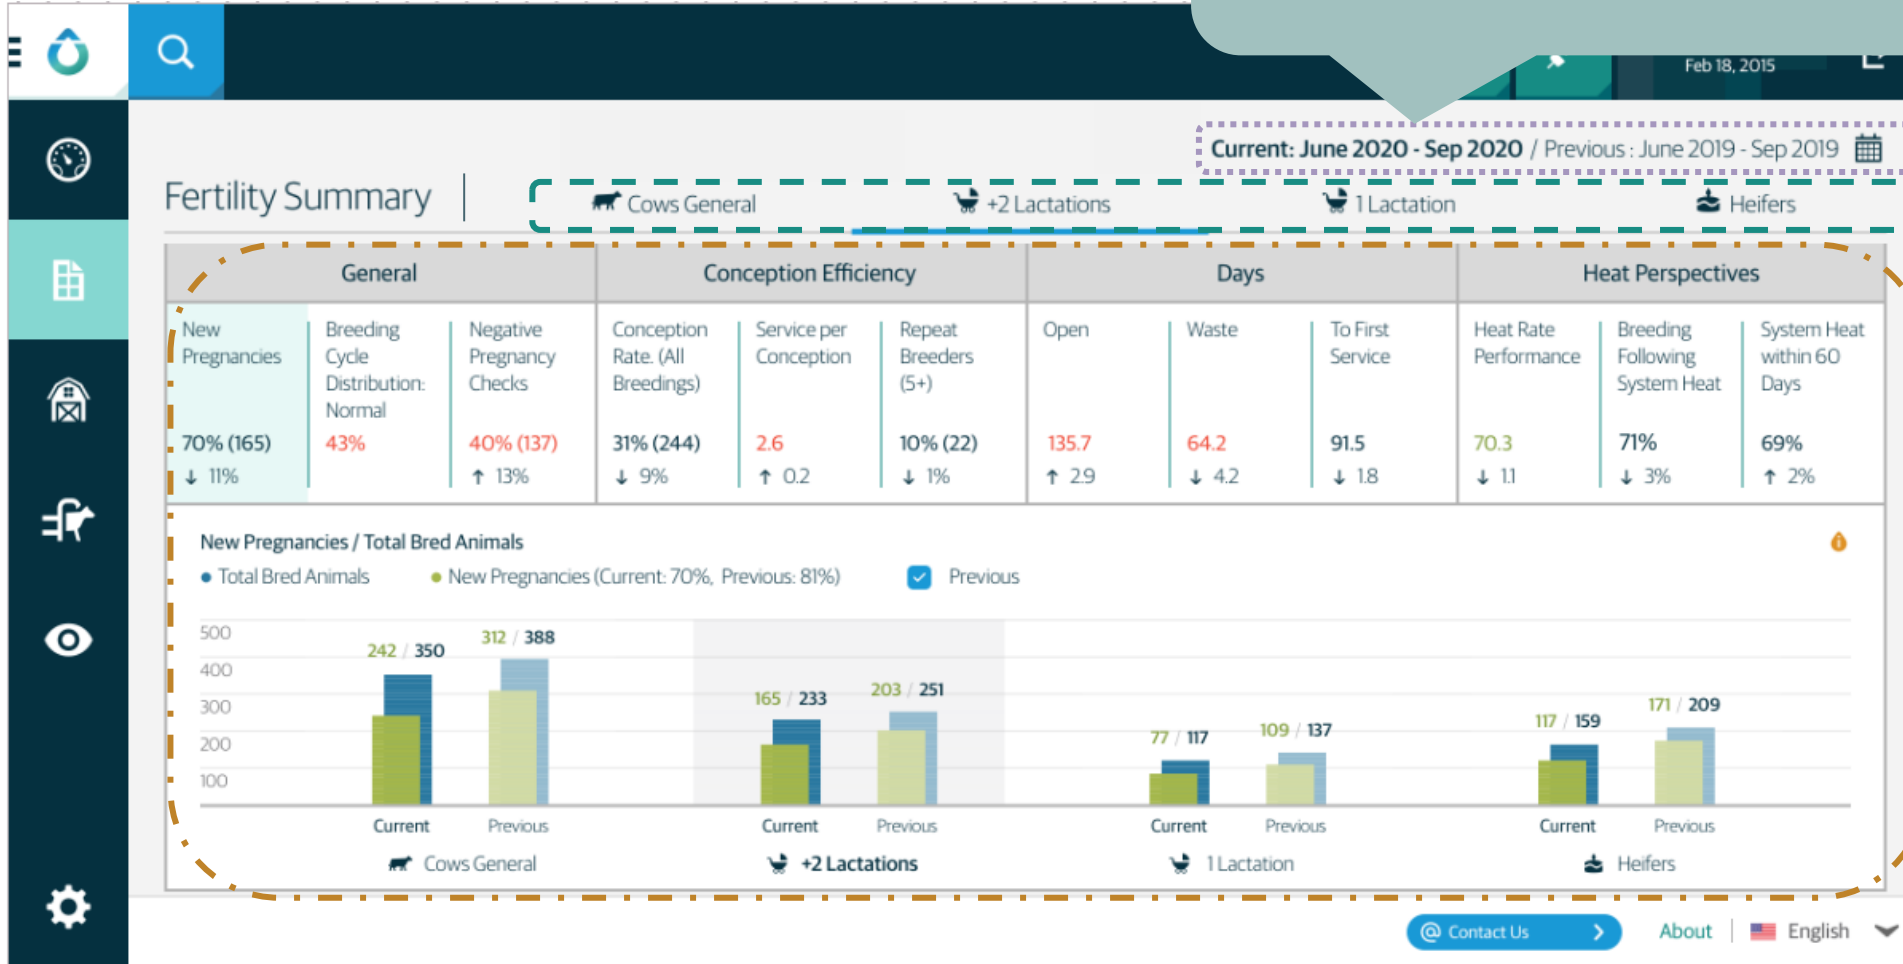 Feb 18, 2015
Current: June 2020 - Sep 2020 / Previous : June 2019 - Sep 2019
Fertility Summary
Cows General
+2 Lactations
1 Lactation
Heifers
General
Conception Efficiency
Days
Heat Perspectives
New
Pregnancies
70% (165)
↓ 11%
Breeding
Cycle
Distribution:
Normal
43%
Negative
Pregnancy
Checks
40% (137)
↑ 13%
Conception
Rate. (All
Breedings)
31% (244)
↓ 9%
Service per
Conception
2.6
↑ 0.2
Repeat
Breeders
(5+)
10% (22)
↓ 1%
Open
135.7
↑ 2.9
Waste
64.2
↓ 4.2
To First
Service
91.5
↓ 1.8
Heat Rate
Performance
70.3
↓ 1.1
Breeding
Following
System Heat
71%
↓ 3%
System Heat
within 60
Days
69%
↑ 2%
New Pregnancies / Total Bred Animals
Total Bred Animals
New Pregnancies (Current: 70%, Previous: 81%)
Previous
500
400
300
200
100
242 / 350
312 / 388
165 / 233
203 / 251
77 / 117
109 / 137
117 / 159
171 / 209
Current
Previous
Current
Previous
Current
Previous
Current
Previous
Cows General
+2 Lactations
1 Lactation
Heifers
@ Contact Us
About
English